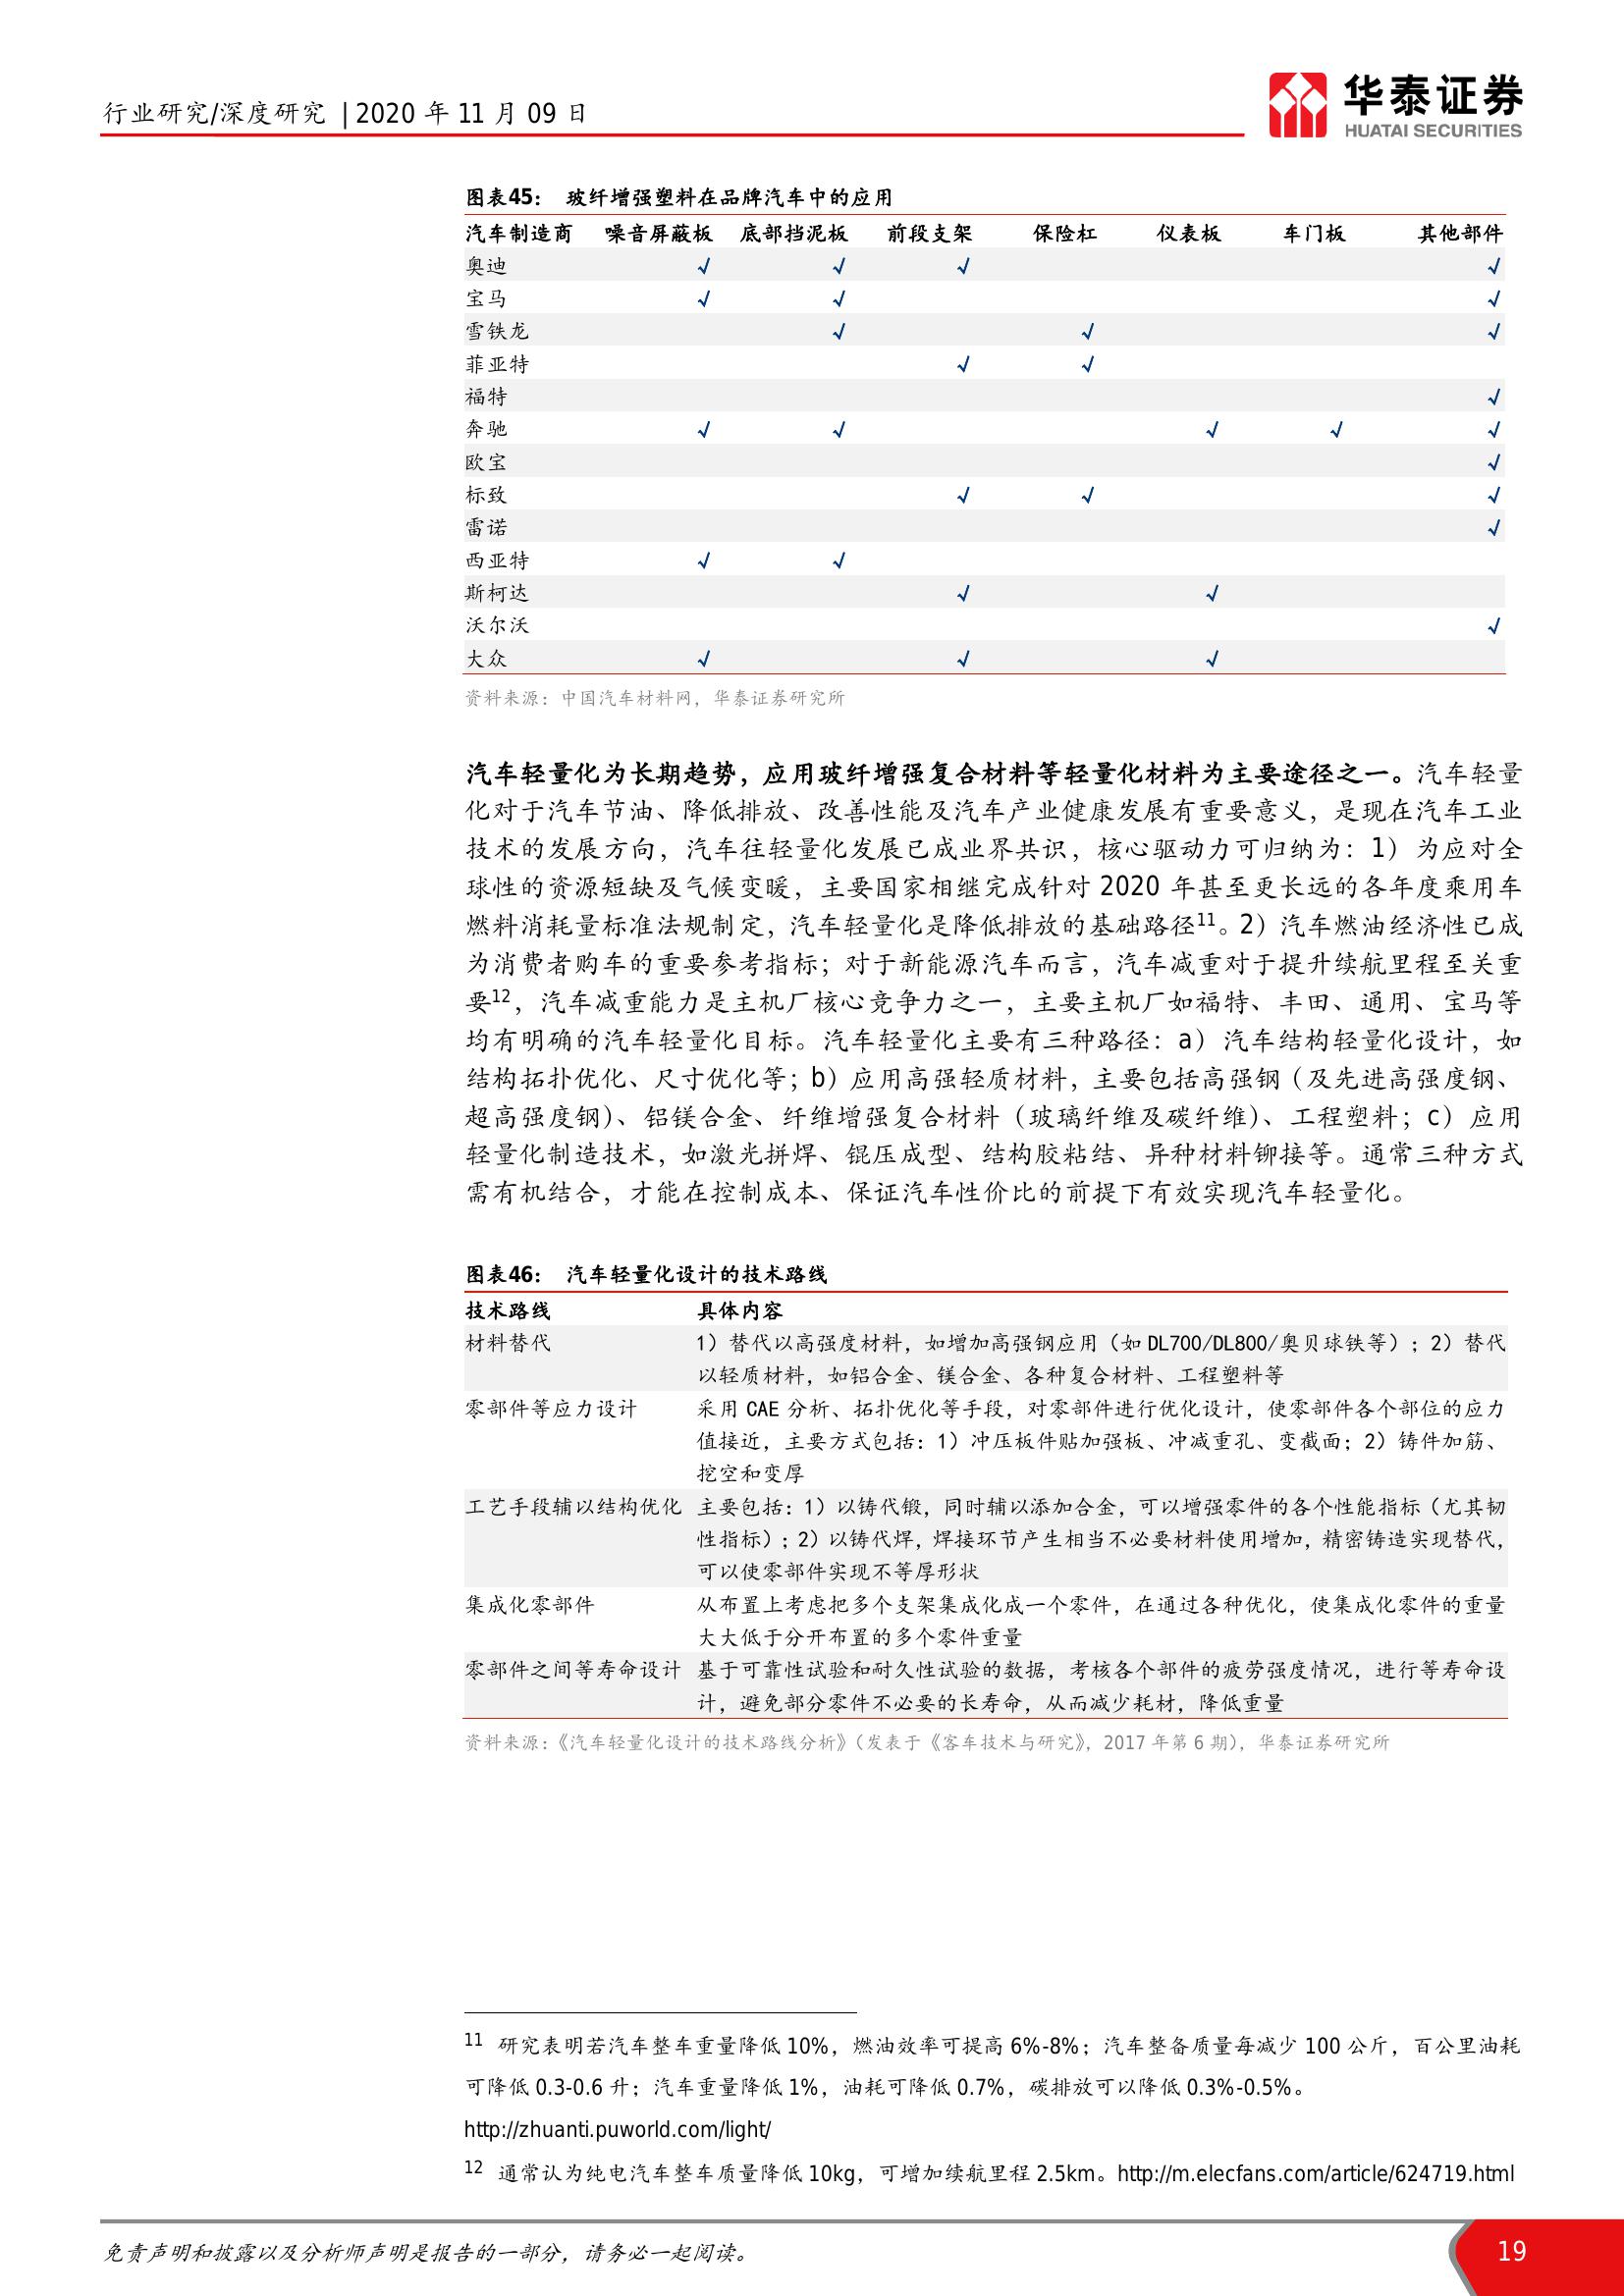 行业研究/深度研究 | 2020 年 11 月 09 日
华泰证券
HUATAI SECURITIES
图表45： 玻纤增强塑料在品牌汽车中的应用
汽车制造商 噪音屏蔽板 底部挡泥板 前段支架 保险杠 仪表板 车门板 其他部件
奥迪 √ √ √ √
宝马 √ √ √
雪铁龙 √ √ √
菲亚特 √ √
福特 √
奔驰 √ √ √ √ √
欧宝 √
标致 √ √ √
雷诺 √
西亚特 √ √
斯柯达 √ √
沃尔沃 √
大众 √ √ √
资料来源：中国汽车材料网，华泰证券研究所
汽车轻量化为长期趋势，应用玻纤增强复合材料等轻量化材料为主要途径之一。汽车轻量
化对于汽车节油、降低排放、改善性能及汽车产业健康发展有重要意义，是现在汽车工业
技术的发展方向，汽车往轻量化发展已成业界共识，核心驱动力可归纳为：1）为应对全
球性的资源短缺及气候变暖，主要国家相继完成针对 2020 年甚至更长远的各年度乘用车
燃料消耗量标准法规制定，汽车轻量化是降低排放的基础路径11。2）汽车燃油经济性已成
为消费者购车的重要参考指标；对于新能源汽车而言，汽车减重对于提升续航里程至关重
要12，汽车减重能力是主机厂核心竞争力之一，主要主机厂如福特、丰田、通用、宝马等
均有明确的汽车轻量化目标。汽车轻量化主要有三种路径：a）汽车结构轻量化设计，如
结构拓扑优化、尺寸优化等；b）应用高强轻质材料，主要包括高强钢（及先进高强度钢、
超高强度钢）、铝镁合金、纤维增强复合材料（玻璃纤维及碳纤维）、工程塑料；c）应用
轻量化制造技术，如激光拼焊、锟压成型、结构胶粘结、异种材料铆接等。通常三种方式
需有机结合，才能在控制成本、保证汽车性价比的前提下有效实现汽车轻量化。
图表46： 汽车轻量化设计的技术路线
技术路线 具体内容
材料替代 1）替代以高强度材料，如增加高强钢应用（如 DL700/DL800/奥贝球铁等）；2）替代
以轻质材料，如铝合金、镁合金、各种复合材料、工程塑料等
零部件等应力设计 采用 CAE 分析、拓扑优化等手段，对零部件进行优化设计，使零部件各个部位的应力
值接近，主要方式包括：1）冲压板件贴加强板、冲减重孔、变截面；2）铸件加筋、
挖空和变厚
工艺手段辅以结构优化 主要包括：1）以铸代锻，同时辅以添加合金，可以增强零件的各个性能指标（尤其韧
性指标）；2）以铸代焊，焊接环节产生相当不必要材料使用增加，精密铸造实现替代，
可以使零部件实现不等厚形状
集成化零部件 从布置上考虑把多个支架集成化成一个零件，在通过各种优化，使集成化零件的重量
大大低于分开布置的多个零件重量
零部件之间等寿命设计 基于可靠性试验和耐久性试验的数据，考核各个部件的疲劳强度情况，进行等寿命设
计，避免部分零件不必要的长寿命，从而减少耗材，降低重量
资料来源：《汽车轻量化设计的技术路线分析》（发表于《客车技术与研究》，2017 年第 6 期），华泰证券研究所
11 研究表明若汽车整车重量降低 10%，燃油效率可提高 6%-8%；汽车整备质量每减少 100 公斤，百公里油耗
可降低 0.3-0.6 升；汽车重量降低 1%，油耗可降低 0.7%，碳排放可以降低 0.3%-0.5%。
http://zhuanti.puworld.com/light/
12 通常认为纯电汽车整车质量降低 10kg，可增加续航里程 2.5km。http://m.elecfans.com/article/624719.html
免责声明和披露以及分析师声明是报告的一部分，请务必一起阅读。
19